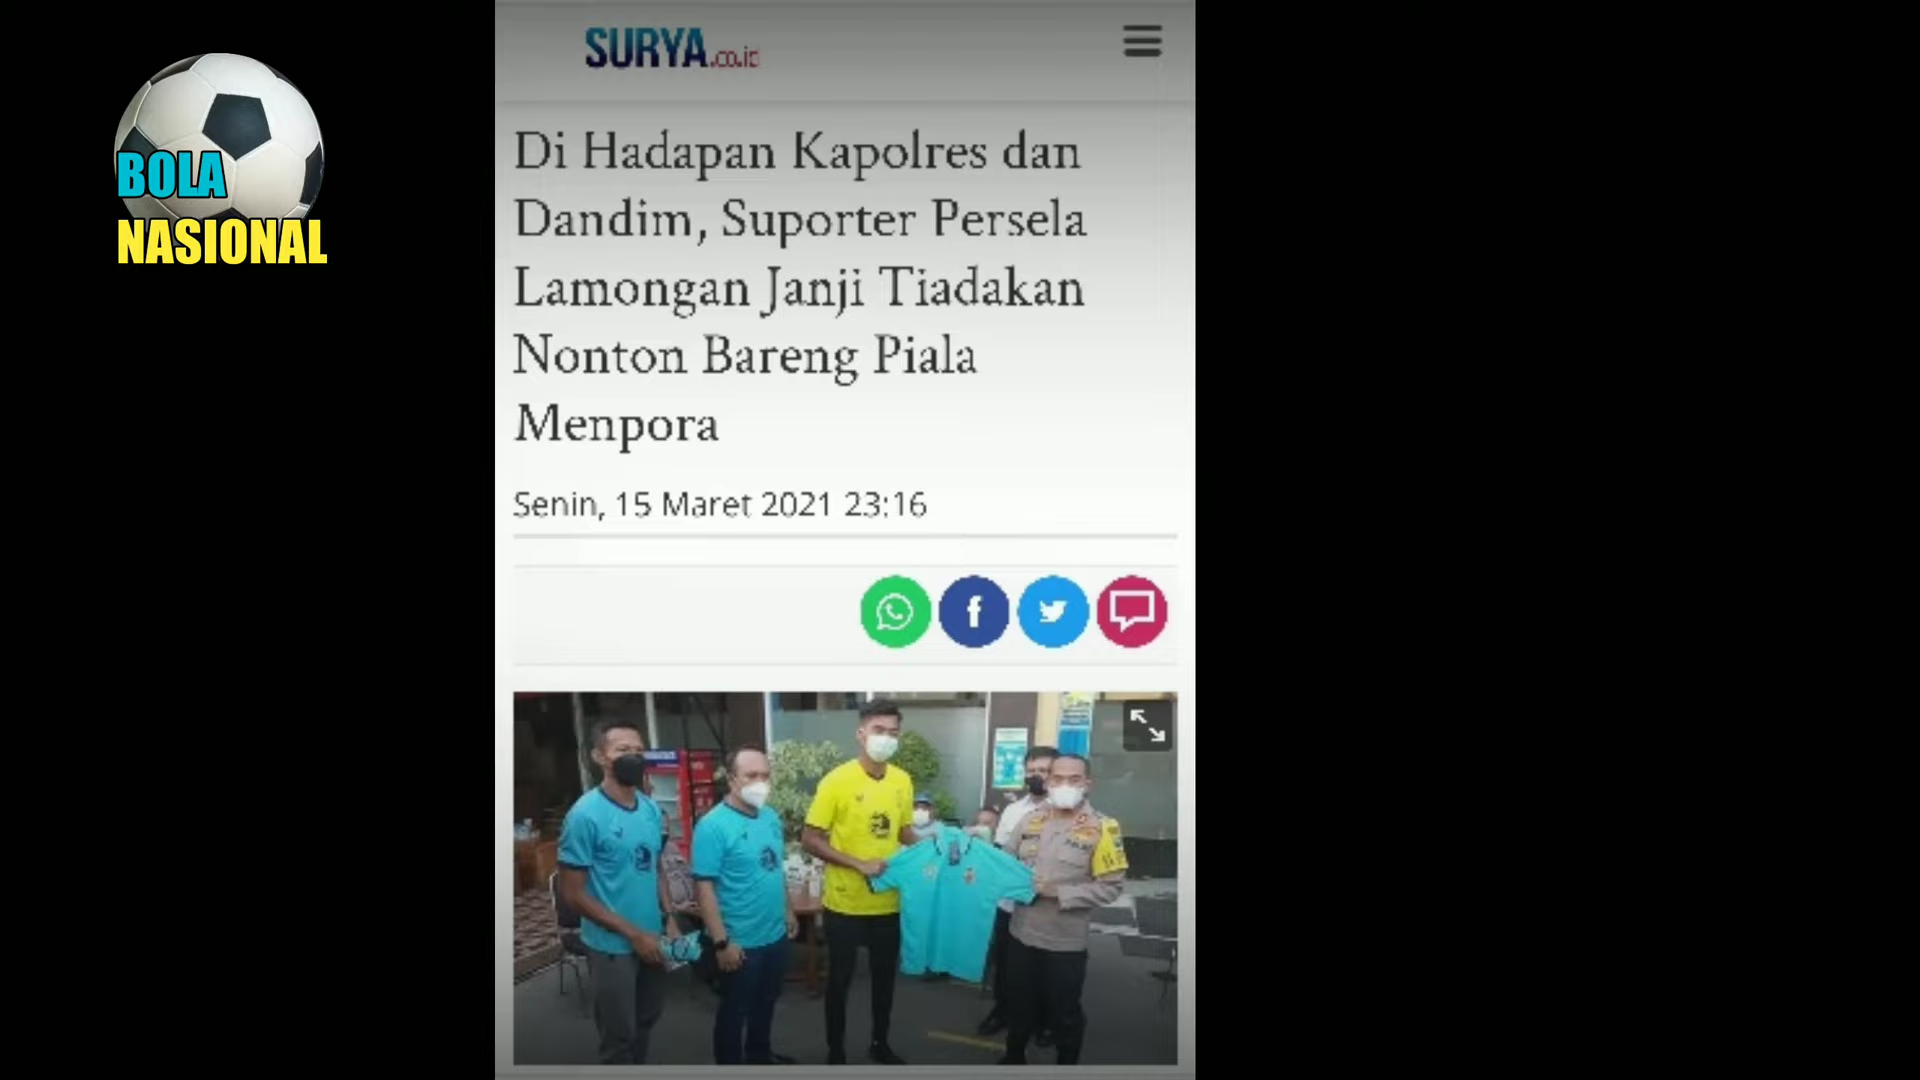 BOLA
NASIONAL
SURYA.co.id
Di Hadapan Kapolres dan
Dandim, Suporter Persela
Lamongan Janji Tiadakan
Nonton Bareng Piala
Menpora
Senin, 15 Maret 2021 23:16